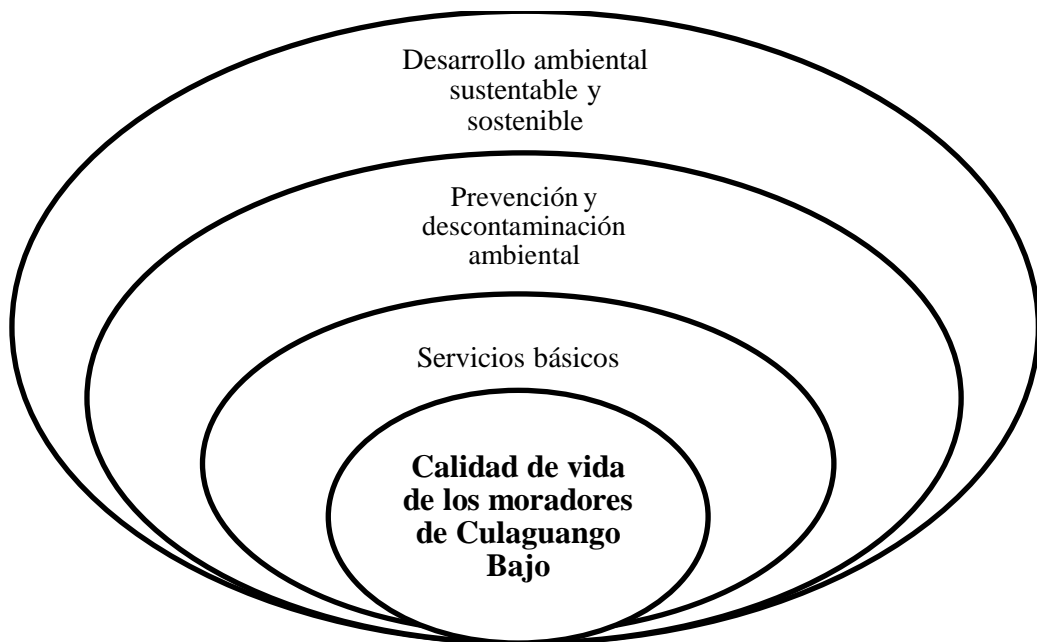 Desarrollo ambiental
sustentable y
sostenible
Prevención y
descontaminación
ambiental
Servicios básicos
Calidad de vida
de los moradores
de Culaguango
Bajo